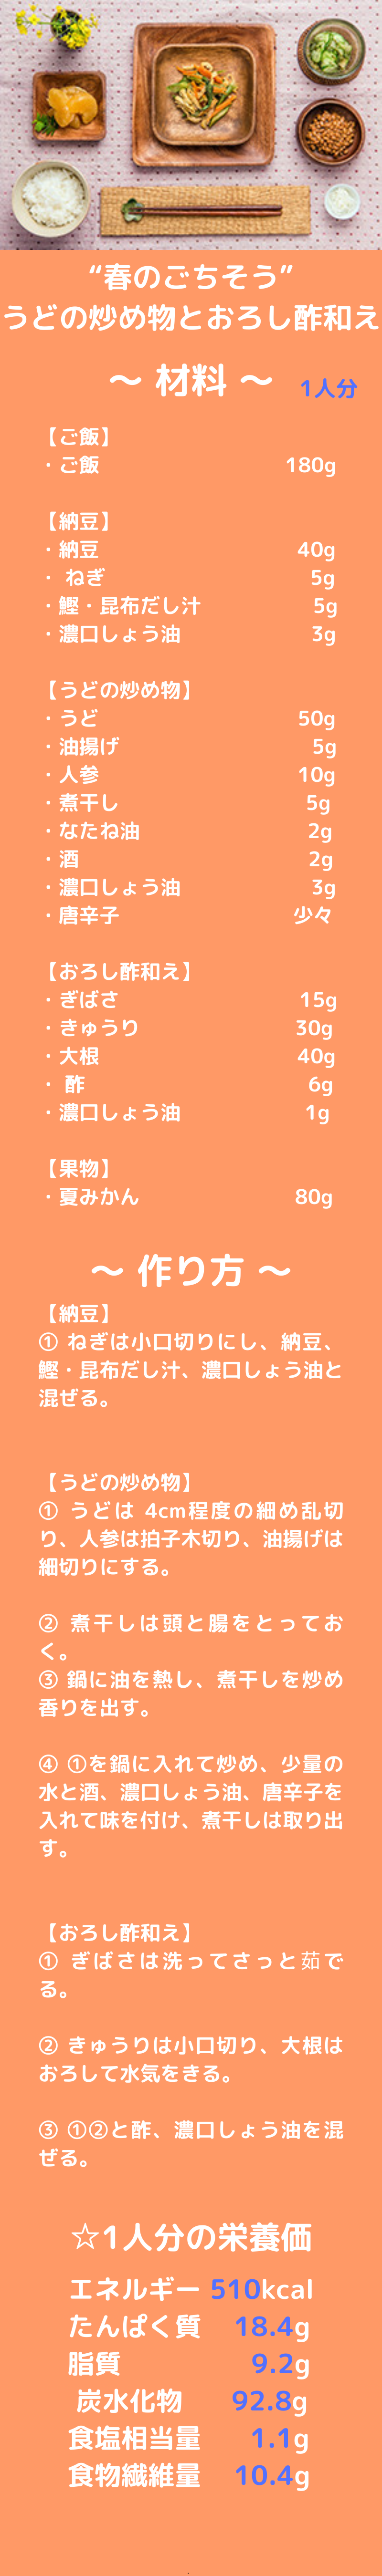 “春のごちそう”
うどの炒め物とおろし酢和え
～ 材料 ～ 1人分
【ご飯】
・ご飯 180g
【納豆】
・納豆 40g
・ ねぎ 5g
・鰹・昆布だし汁 5g
・濃口しょう油 3g
【うどの炒め物】
・うど 50g
・油揚げ 5g
・人参 10g
・煮干し 5g
・なたね油 2g
・酒 2g
・濃口しょう油 3g
・唐辛子 少々
【おろし酢和え】
・ぎばさ 15g
・きゅうり 30g
・大根 40g
・ 酢 6g
・濃口しょう油 1g
【果物】
・夏みかん 80g
～ 作り方 ～
【納豆】
① ねぎは小口切りにし、納豆、
鰹・昆布だし汁、濃口しょう油と
混ぜる。
【うどの炒め物】
① うどは 4cm程度の細め乱切
り、人参は拍子木切り、油揚げは
細切りにする。
② 煮干しは頭と腸をとってお
く。
③ 鍋に油を熱し、煮干しを炒め
香りを出す。
④ ①を鍋に入れて炒め、少量の
水と酒、濃口しょう油、唐辛子を
入れて味を付け、煮干しは取り出
す。
【おろし酢和え】
① ぎばさは洗ってさっと茹で
る。
② きゅうりは小口切り、大根は
おろして水気をきる。
③ ①②と酢、濃口しょう油を混
ぜる。
☆1人分の栄養価
エネルギー 510kcal
たんぱく質 18.4g
脂質 9.2g
炭水化物 92.8g
食塩相当量 1.1g
食物繊維量 10.4g